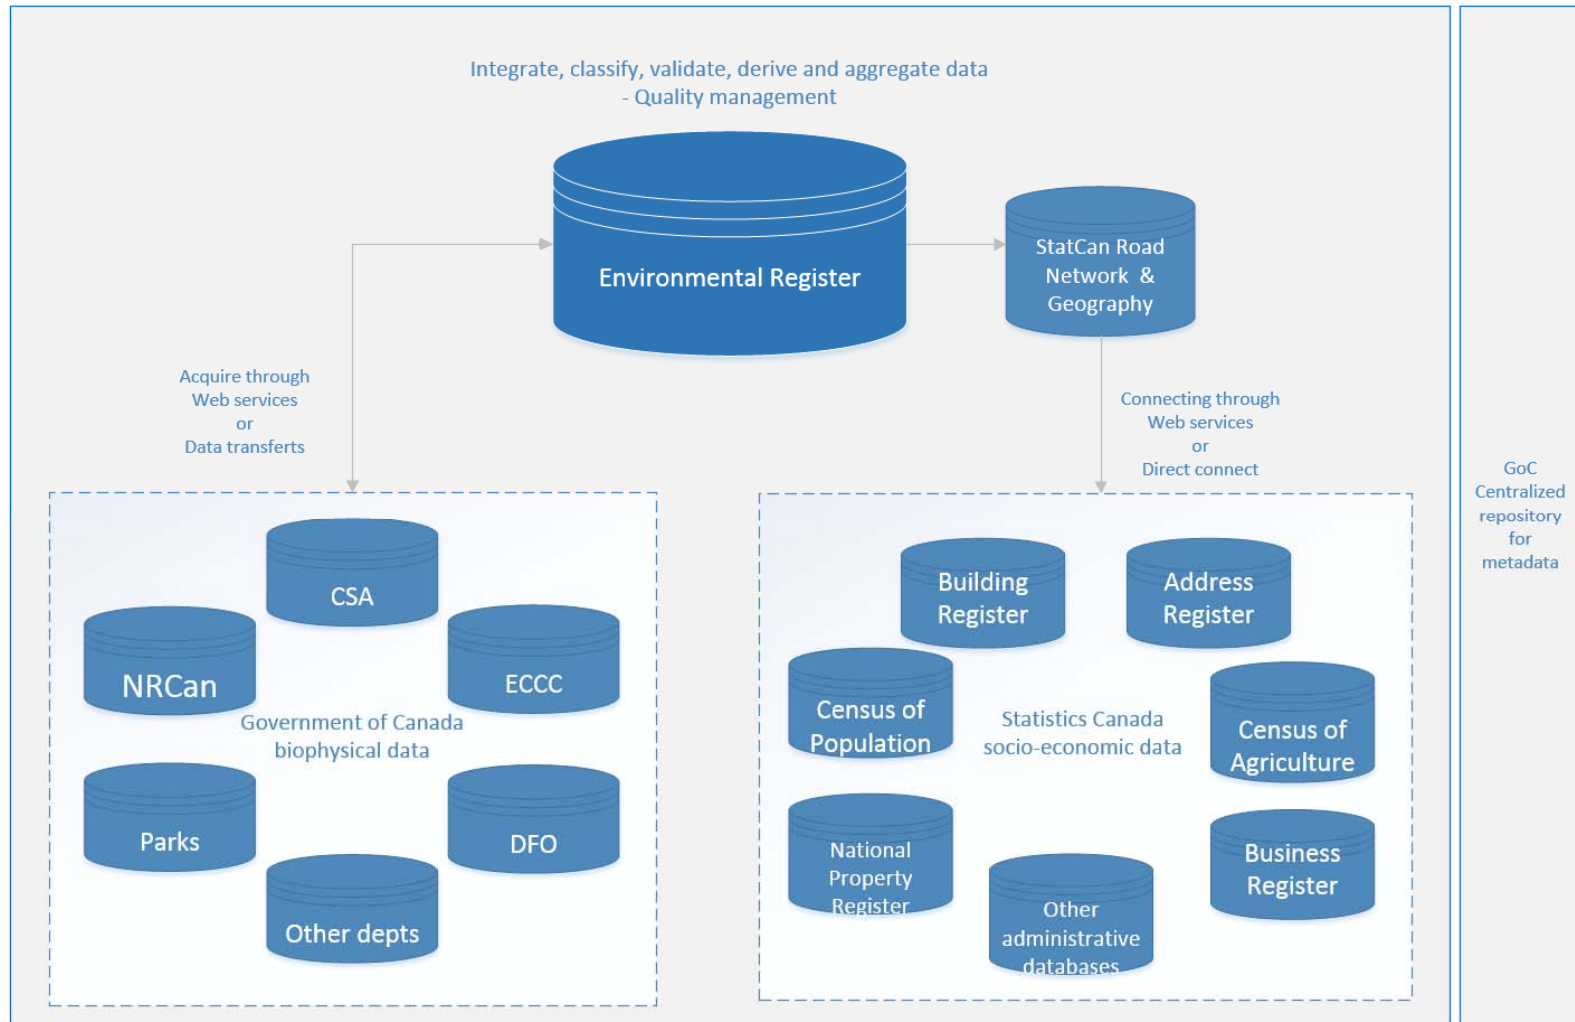 Integrate, classify, validate, derive and aggregate data
- Quality management
Environmental Register
StatCan Road
Network &
Geography
Acquire through
Web services
or
Data transferts
Connecting through
Web services
or
Direct connect
GoC
Centralized
repository
for
metadata
CSA
NRCan
ECCC
Government of Canada
biophysical data
Parks
DFO
Other depts
Building
Register
Address
Register
Census of
Population
Statistics Canada
socio-economic data
Census of
Agriculture
National
Property
Register
Business
Register
Other
administrative
databases